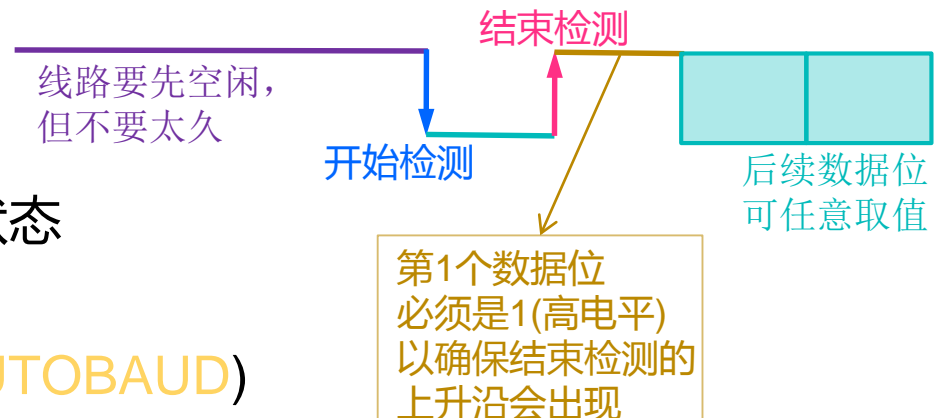 结束检测
线路要先空闲，
但不要太久
开始检测
后续数据位
可任意取值
状态
第1个数据位
必须是1(高电平)
以确保结束检测的
上升沿会出现
UTOBAUD)